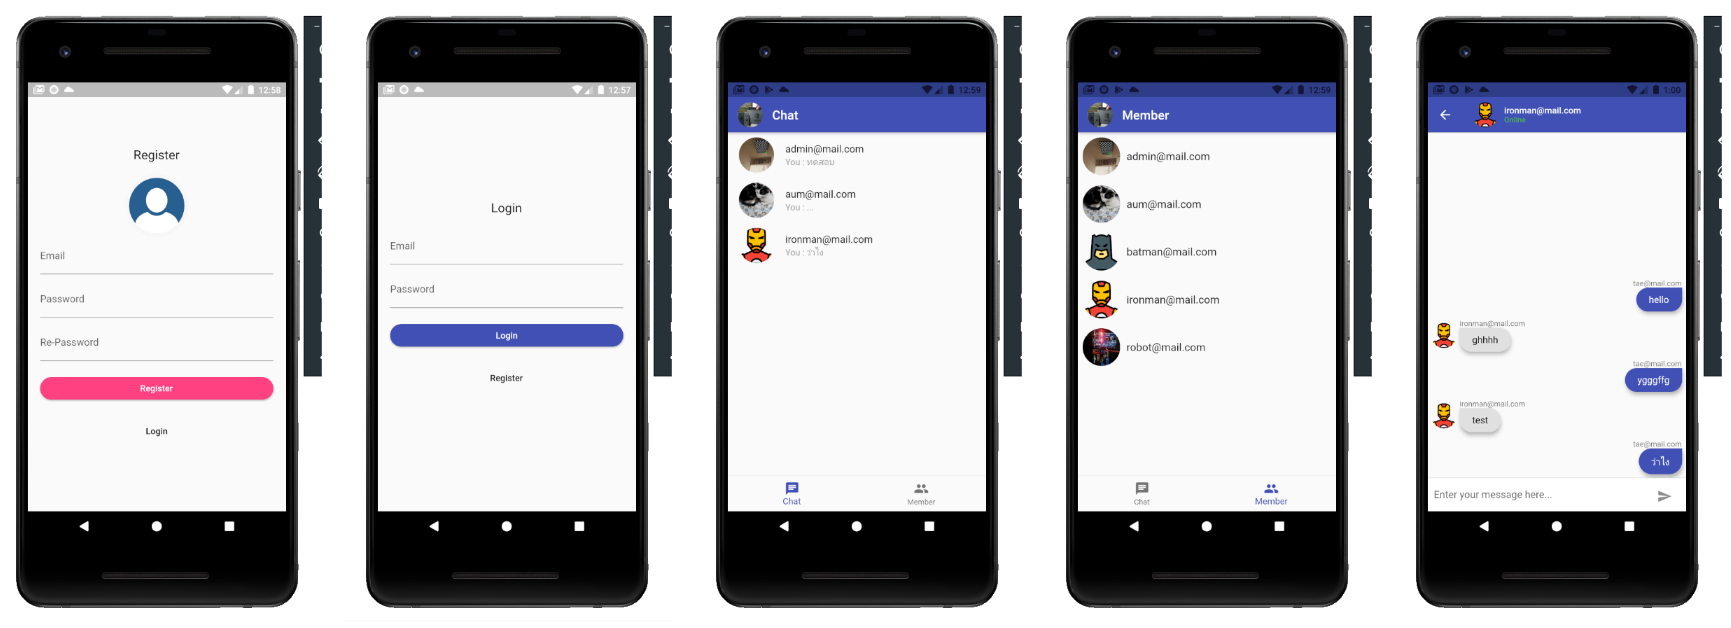 12:58
Register
Email
Password
Re-Password
Register
Login
12:57
Login
Email
Password
Login
Register
12:59
Chat
admin@mail.com
You : ทดสอบ
aum@mail.com
You : ...
ironman@mail.com
You : ว่าไง
Chat
Member
12:59
Member
admin@mail.com
aum@mail.com
batman@mail.com
ironman@mail.com
robot@mail.com
Chat
Member
1:00
ironman@mail.com
Online
tae@mail.com
hello
ironman@mail.com
ghhhh
tae@mail.com
ygggffg
ironman@mail.com
test
tae@mail.com
ว่าไง
Enter your message here...